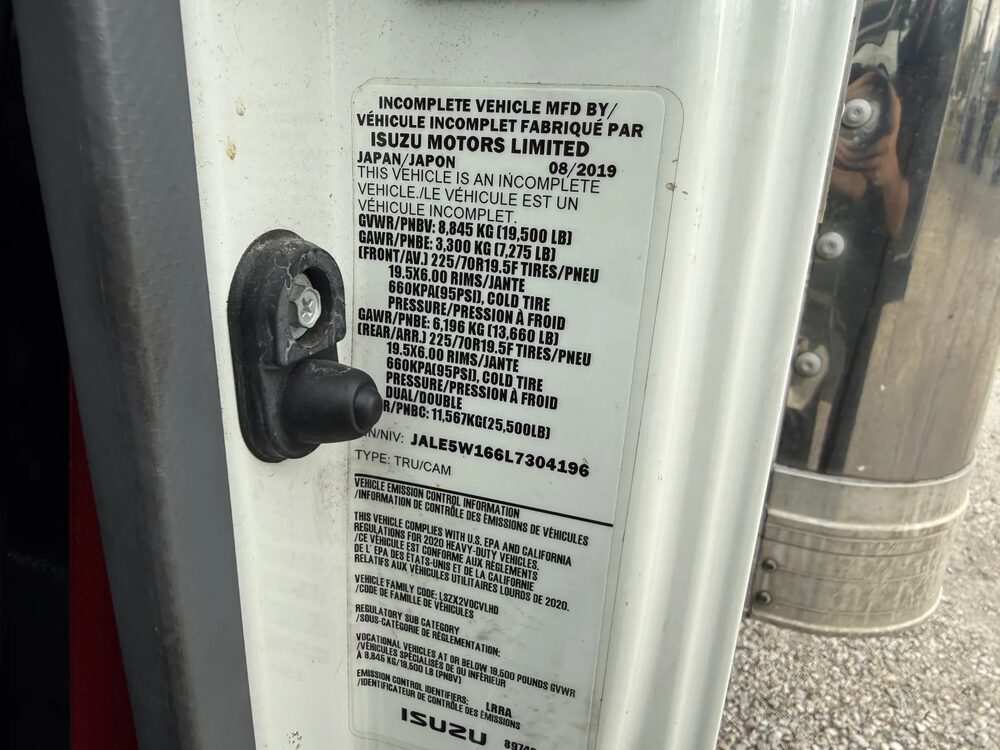 INCOMPLETE VEHICLE MFD BY/
VÉHICULE INCOMPLET FABRIQUÉ PAR
ISUZU MOTORS LIMITED
JAPAN/JAPON 08/2019
THIS VEHICLE IS AN INCOMPLETE
VEHICLE./LE VÉHICULE EST UN
VÉHICULE INCOMPLET.
GVWR/PNBV: 8,845 KG (19,500 LB)
GAWR/PNBE: 3,300 KG (7,275 LB)
(FRONT/AV.) 225/70R19.5F TIRES/PNEU
19.5X6.00 RIMS/JANTE
660KPA(95PSI), COLD TIRE
PRESSURE/PRESSION À FROID
GAWR/PNBE: 6,196 KG (13,660 LB)
(REAR/ARR.) 225/70R19.5F TIRES/PNEU
19.5X6.00 RIMS/JANTE
660KPA(95PSI), COLD TIRE
PRESSURE/PRESSION À FROID
DUAL/DOUBLE
R/PNBC: 11,567KG(25,500LB)
IN/NIV: JALE5W166L7304196
TYPE: TRU/CAM
VEHICLE EMISSION CONTROL INFORMATION
/INFORMATION DE CONTRÔLE DES ÉMISSIONS DE VÉHICULES
THIS VEHICLE COMPLIES WITH U.S. EPA AND CALIFORNIA
REGULATIONS FOR 2020 HEAVY-DUTY VEHICLES.
/CE VÉHICULE EST CONFORME AUX RÈGLEMENTS
DE L' EPA DES ÉTATS-UNIS ET DE LA CALIFORNIE
RELATIFS AUX VÉHICULES UTILITAIRES LOURDS DE 2020.
VEHICLE FAMILY CODE: LSZX2VOCVLHD
/CODE DE FAMILLE DE VÉHICULES
REGULATORY SUB CATEGORY
/SOUS-CATÉGORIE DE RÉGLEMENTATION:
VOCATIONAL VEHICLES AT OR BELOW 19,500 POUNDS GVWR
/VÉHICULES SPÉCIALISÉS DE OU INFÉRIEUR
À 8,845 KG/19,500 LB (PNBV)
EMISSION CONTROL IDENTIFIERS: LRRA
/IDENTIFICATEUR DE CONTRÔLE DES ÉMISSIONS
ISUZU